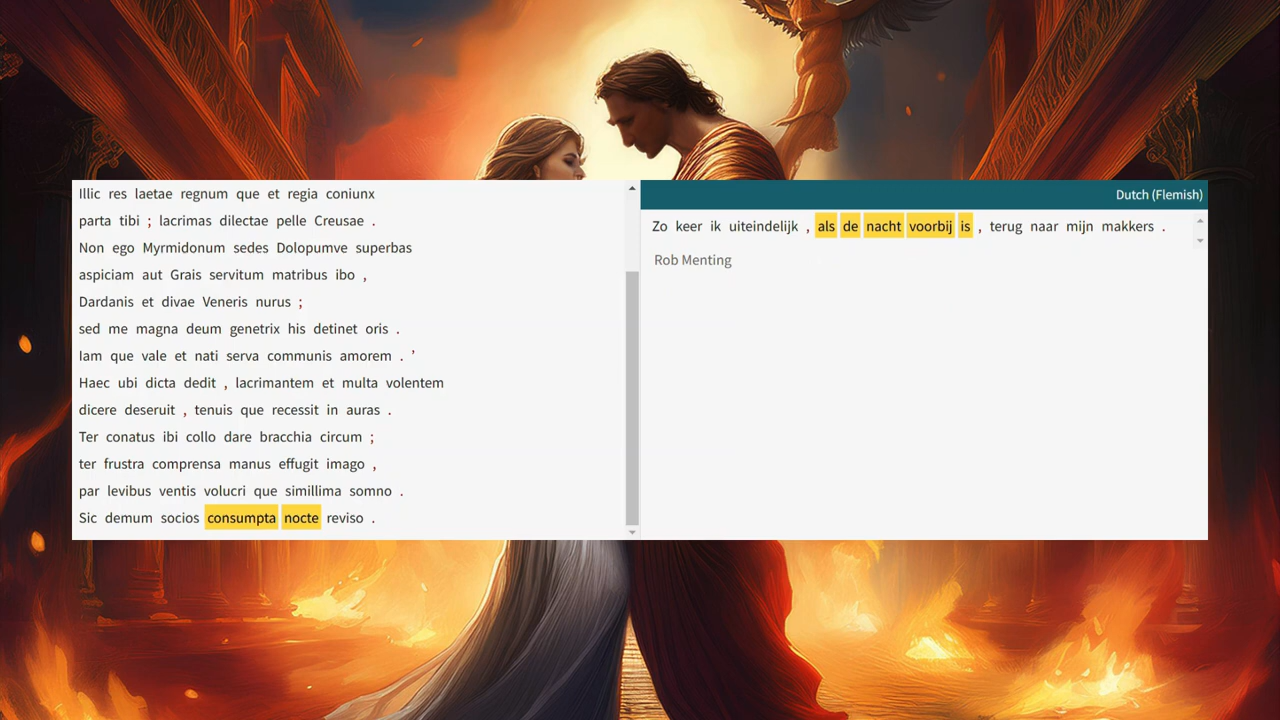 Illic res laetae regnum que et regia coniunx
parta tibi ; lacrimas dilectae pelle Creusae .
Non ego Myrmidonum sedes Dolopumve superbas
aspiciam aut Grais servitum matribus ibo ,
Dardanis et divae Veneris nurus ;
sed me magna deum genetrix his detinet oris .
Iam que vale et nati serva communis amorem . ’
Haec ubi dicta dedit , lacrimantem et multa volentem
dicere deseruit , tenuis que recessit in auras .
Ter conatus ibi collo dare bracchia circum ;
ter frustra comprensa manus effugit imago ,
par levibus ventis volucri que simillima somno .
Sic demum socios consumpta nocte reviso .
Dutch (Flemish)
Zo keer ik uiteindelijk , als de nacht voorbij is , terug naar mijn makkers .
Rob Menting